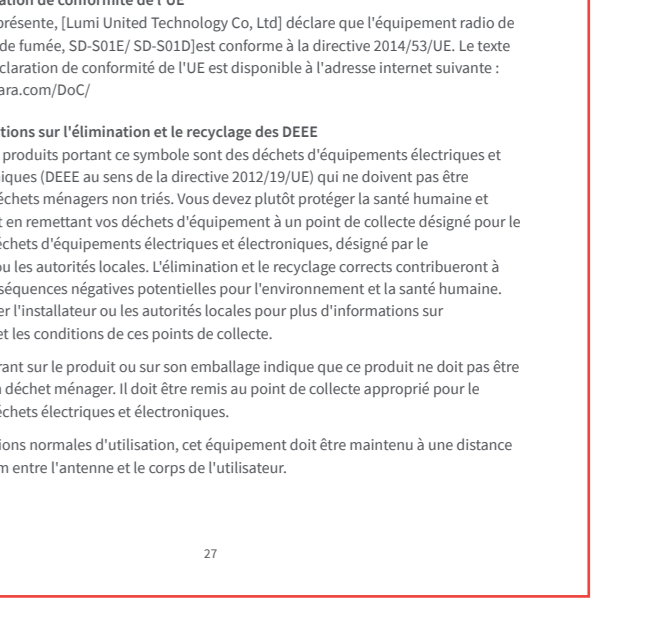 ation de conformité de l'UE
présente, [Lumi United Technology Co, Ltd] déclare que l'équipement radio de
de fumée, SD-S01E/ SD-S01D]est conforme à la directive 2014/53/UE. Le texte
claration de conformité de l'UE est disponible à l'adresse internet suivante :
ara.com/DoC/
tions sur l'élimination et le recyclage des DEEE
produits portant ce symbole sont des déchets d'équipements électriques et
iques (DEEE au sens de la directive 2012/19/UE) qui ne doivent pas être
échets ménagers non triés. Vous devez plutôt protéger la santé humaine et
t en remettant vos déchets d'équipement à un point de collecte désigné pour le
échets d'équipements électriques et électroniques, désigné par le
ou les autorités locales. L'élimination et le recyclage corrects contribueront à
séquences négatives potentielles pour l'environnement et la santé humaine.
er l'installateur ou les autorités locales pour plus d'informations sur
et les conditions de ces points de collecte.
rant sur le produit ou sur son emballage indique que ce produit ne doit pas être
déchet ménager. Il doit être remis au point de collecte approprié pour le
échets électriques et électroniques.
ions normales d'utilisation, cet équipement doit être maintenu à une distance
m entre l'antenne et le corps de l'utilisateur.
27